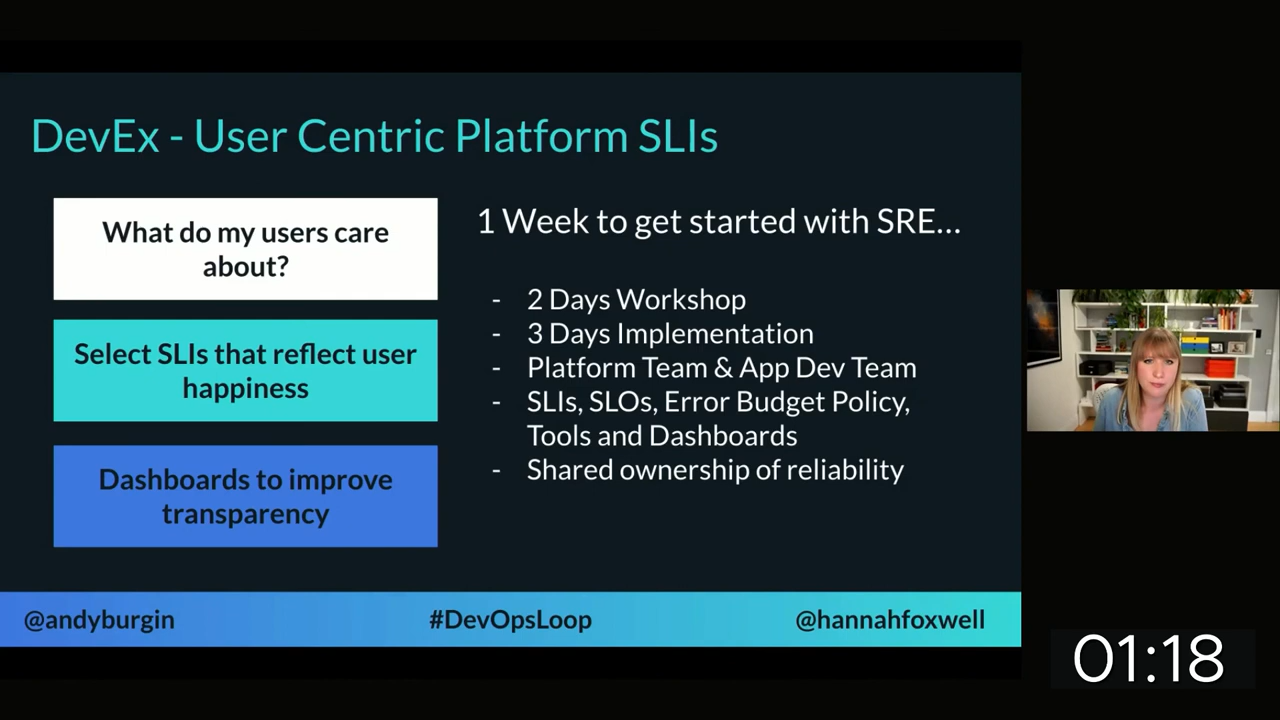 DevEx - User Centric Platform SLIs
What do my users care
about?
Select SLIs that reflect user
happiness
Dashboards to improve
transparency
1 Week to get started with SRE...
- 2 Days Workshop
- 3 Days Implementation
- Platform Team & App Dev Team
- SLIs, SLOs, Error Budget Policy,
Tools and Dashboards
- Shared ownership of reliability
@andyburgin
#DevOpsLoop
@hannahfoxwell
01:18